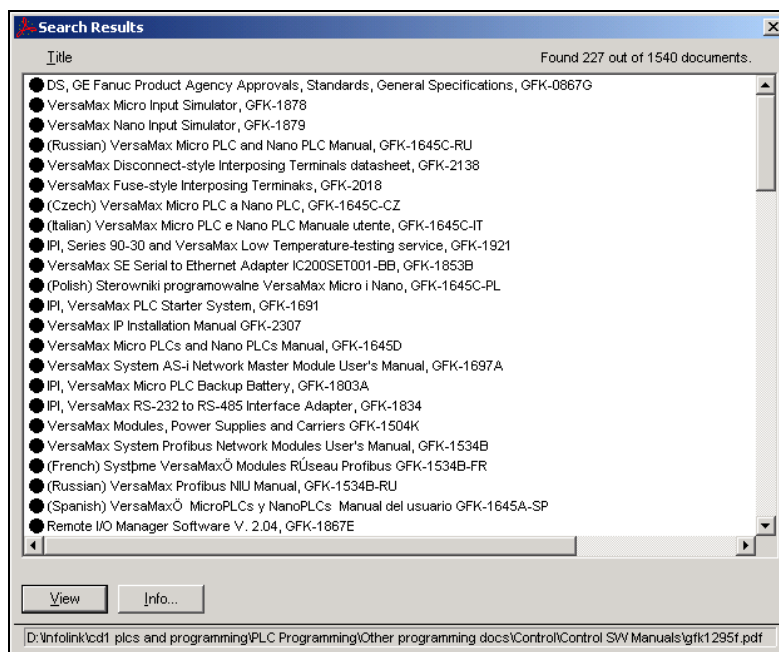 Search Results
Title
Found 227 out of 1540 documents.
DS, GE Fanuc Product Agency Approvals, Standards, General Specifications, GFK-0867G
VersaMax Micro Input Simulator, GFK-1878
VersaMax Nano Input Simulator, GFK-1879
(Russian) VersaMax Micro PLC and Nano PLC Manual, GFK-1645C-RU
VersaMax Disconnect-style Interposing Terminals datasheet, GFK-2138
VersaMax Fuse-style Interposing Terminaks, GFK-2018
(Czech) VersaMax Micro PLC a Nano PLC, GFK-1645C-CZ
(Italian) VersaMax Micro PLC e Nano PLC Manuale utente, GFK-1645C-IT
IPI, Series 90-30 and VersaMax Low Temperature-testing service, GFK-1921
VersaMax SE Serial to Ethernet Adapter IC200SET001-BB, GFK-1853B
(Polish) Sterowniki programowalne VersaMax Micro i Nano, GFK-1645C-PL
IPI, VersaMax PLC Starter System, GFK-1691
VersaMax IP Installation Manual GFK-2307
VersaMax Micro PLCs and Nano PLCs Manual, GFK-1645D
VersaMax System AS-i Network Master Module User's Manual, GFK-1697A
IPI, VersaMax Micro PLC Backup Battery, GFK-1803A
IPI, VersaMax RS-232 to RS-485 Interface Adapter, GFK-1834
VersaMax Modules, Power Supplies and Carriers GFK-1504K
VersaMax System Profibus Network Modules User's Manual, GFK-1534B
(French) Systþme VersaMaxÖ Modules RÚseau Profibus GFK-1534B-FR
(Russian) VersaMax Profibus NIU Manual, GFK-1534B-RU
(Spanish) VersaMaxÖ MicroPLCs y NanoPLCs Manual del usuario GFK-1645A-SP
Remote I/O Manager Software V. 2.04, GFK-1867E
View
Info...
D:\Infolink\cd1 plcs and programming\PLC Programming\Other programming docs\Control\Control SW Manuals\gfk1295f.pdf